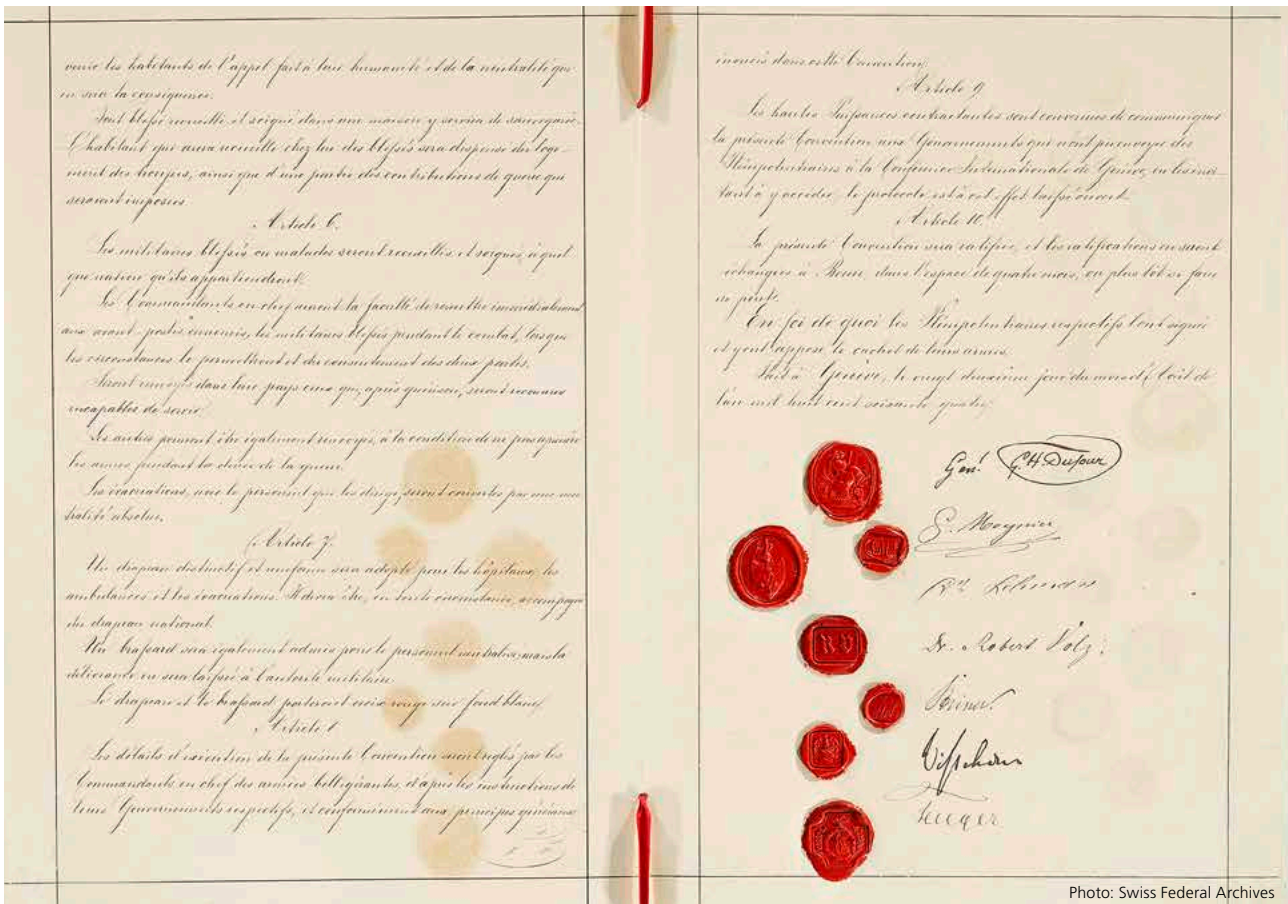 venir les habitants de l'appel fait à leur humanité et de la neutralité qui
en sera la conséquence.
Tout blessé recueilli et soigné dans une maison y servira de sauvegarde.
L'habitant qui aura recueilli chez lui des blessés sera dispensé du loge-
ment des troupes, ainsi que d'une partie des contributions de guerre qui
seraient imposées.
Article 6.
Les militaires blessés ou malades seront recueillis et soignés, à quel
que nation qu'ils appartiendront.
Les Commandants en chef auront la faculté de remettre immédiatement
aux avant-postes ennemis, les militaires blessés pendant le combat, lorsque
les circonstances le permettront et du consentement des deux partis.
Seront renvoyés dans leur pays ceux qui, après guérison, seront reconnus
incapables de servir.
Les autres pourront être également renvoyés, à la condition de ne pas reprendre
les armes pendant la durée de la guerre.
Les évacuations, avec le personnel qui les dirige, seront couvertes par une neu
tralité absolue.
Article 7.
Un drapeau distinctif et uniforme sera adopté pour les hôpitaux, les
ambulances et les évacuations. Il devra être, en toute circonstance, accompagné
du drapeau national.
Un brassard sera également admis pour le personnel neutralisé, mais la
délivrance en sera laissée à l'autorité militaire.
Le drapeau et le brassard porteront croix rouge sur fond blanc.
Article 8
Les détails d'exécution de la présente Convention seront réglés par les
Commandants en chef des armées belligérantes, d'après les instructions de
leurs Gouvernements respectifs, et conformément aux principes généraux
énoncés dans cette Convention.
Article 9
Les hautes Puissances contractantes sont convenues de communiquer
la présente Convention aux Gouvernements qui n'ont pu envoyer des
Plénipotentiaires à la Conférence Internationale de Genève, en les invi-
tant à y accéder, le protocole est à cet effet laissé ouvert.
Article 10.
La présente Convention sera ratifiée, et les ratifications en seront
échangées à Berne, dans l'espace de quatre mois, ou plus tôt si faire
se peut.
En foi de quoi les Plénipotentiaires respectifs l'ont signée
et y ont apposé le cachet de leurs armes.
Fait à Genève, le vingt deuxième jour du mois d'Août de
l'an mil huit cent soixante quatre.
Genl. G.H. Dufour
G. Moynier
Dr. Lehmann
Dr. Robert Volz.
R V
Steiner.
Visschers
Photo: Swiss Federal Archives